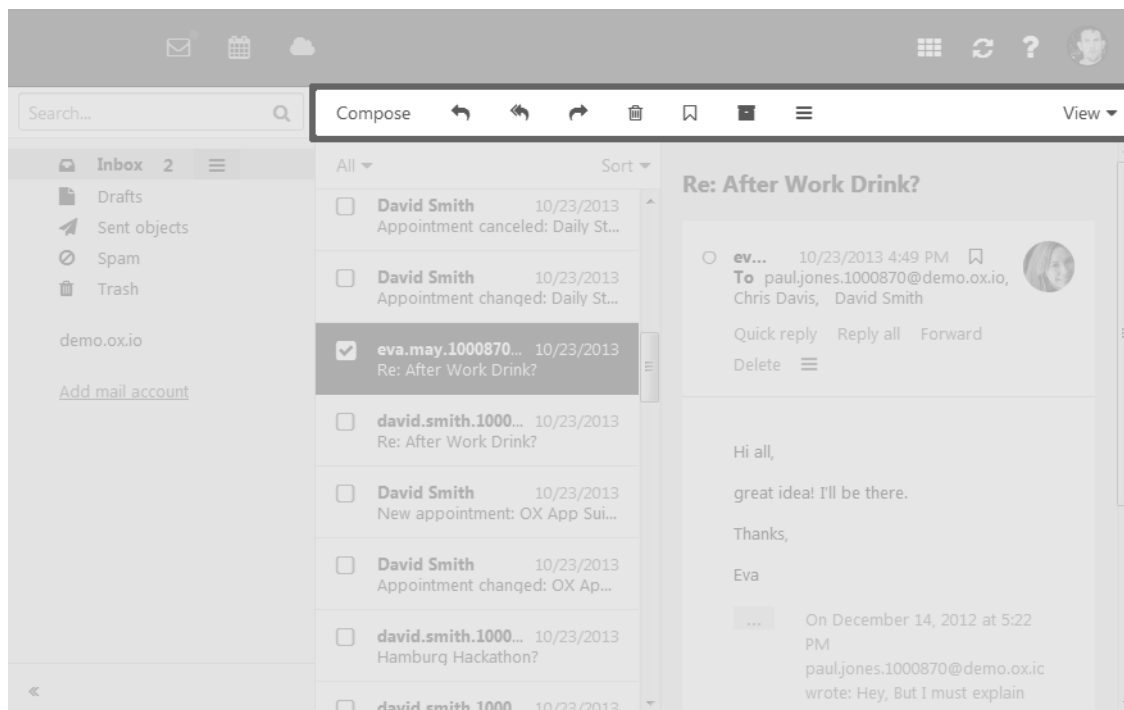 Search...
Compose
View
Inbox 2
Drafts
Sent objects
Spam
Trash
demo.ox.io
Add mail account
All
Sort
David Smith 10/23/2013
Appointment canceled: Daily St...
David Smith 10/23/2013
Appointment changed: Daily St...
eva.may.1000870... 10/23/2013
Re: After Work Drink?
david.smith.1000... 10/23/2013
Re: After Work Drink?
David Smith 10/23/2013
New appointment: OX App Sui...
David Smith 10/23/2013
Appointment changed: OX Ap...
david.smith.1000... 10/23/2013
Hamburg Hackathon?
david.smith.1000... 10/23/2013
Re: After Work Drink?
ev... 10/23/2013 4:49 PM
To paul.jones.1000870@demo.ox.io,
Chris Davis, David Smith
Quick reply Reply all Forward
Delete
Hi all,
great idea! I'll be there.
Thanks,
Eva
...
On December 14, 2012 at 5:22
PM
paul.jones.1000870@demo.ox.ic
wrote: Hey, But I must explain